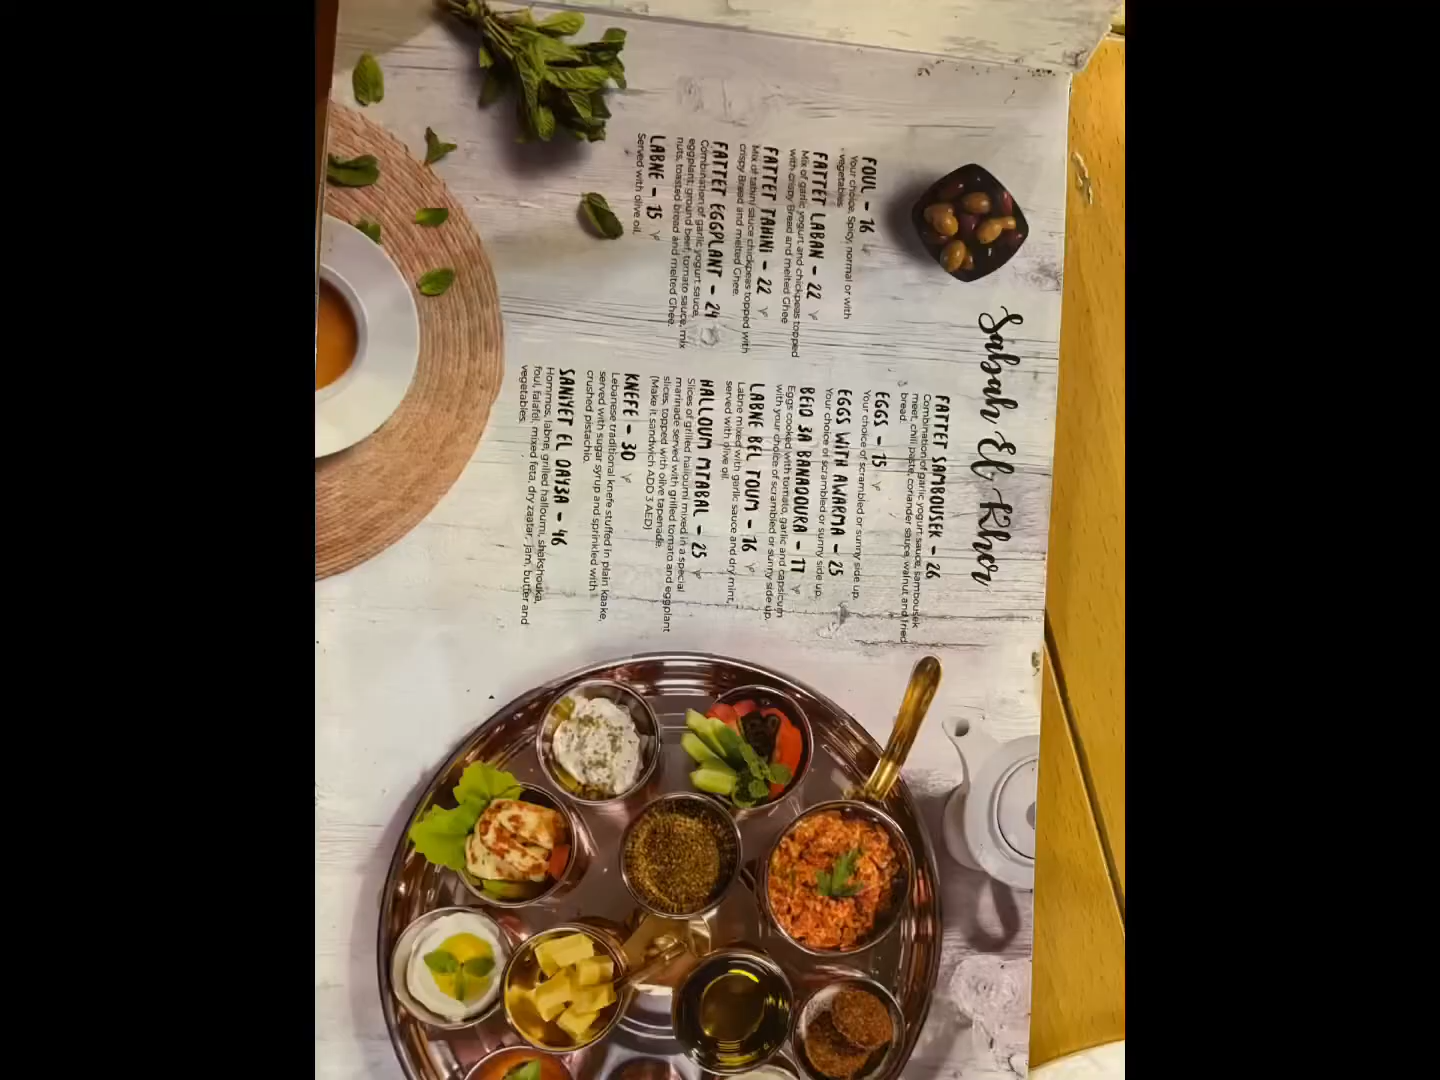 Sabah El Kher
FOUL - 16
Your choice. Spicy, normal or with
vegetables.
FATTET LABAN - 22
Mix of garlic yogurt and chickpeas topped
with crispy Bread and melted Ghee
FATTET TAHINI - 22
Mix of tahini sauce chickpeas topped with
crispy Bread and melted Ghee.
FATTET EGGPLANT - 24
Combination of garlic yogurt sauce,
eggplant, ground beef, tomato sauce, mix
nuts, toasted bread and melted Ghee.
LABNE - 15
Served with olive oil.
FATTET SAMBOUSEK - 26
Combination of garlic yogurt sauce, sambousek
meet, chili paste, coriander sauce, walnut and fried
bread.
EGGS - 15
Your choice of scrambled or sunny side up.
EGGS WITH AWARMA - 25
Your choice of scrambled or sunny side up.
BEID 3A BANADOURA - 17
Eggs cooked with tomato, garlic and capsicum
with your choice of scrambled or sunny side up.
LABNE BEL TOUM - 16
Labne mixed with garlic sauce and dry mint,
served with olive oil.
HALLOUM MTABAL - 25
Slices of grilled halloumi mixed in a special
marinade served with grilled tomato and eggplant
slices, topped with olive tapenade.
(Make it sandwich ADD 3 AED)
KNEFE - 30
Lebanese traditional knefe stuffed in plain kaake,
served with sugar syrup and sprinkled with
crushed pistachio.
SANIYET EL DAY3A - 46
Hommos, labne, grilled halloumi, shakshouka,
foul, falafel, mixed feta, dry zaatar, jam, butter and
vegetables.